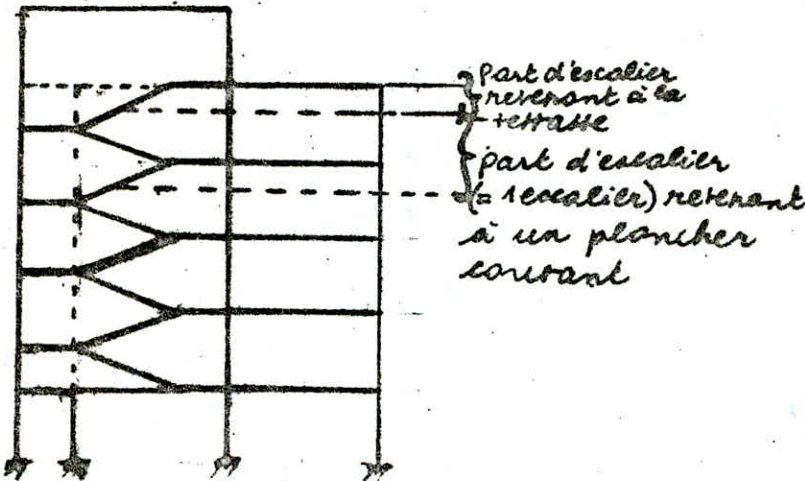 part d'escalier
revenant à la
terrasse
part d'escalier
(= 1 escalier) revenant
à un plancher
courant